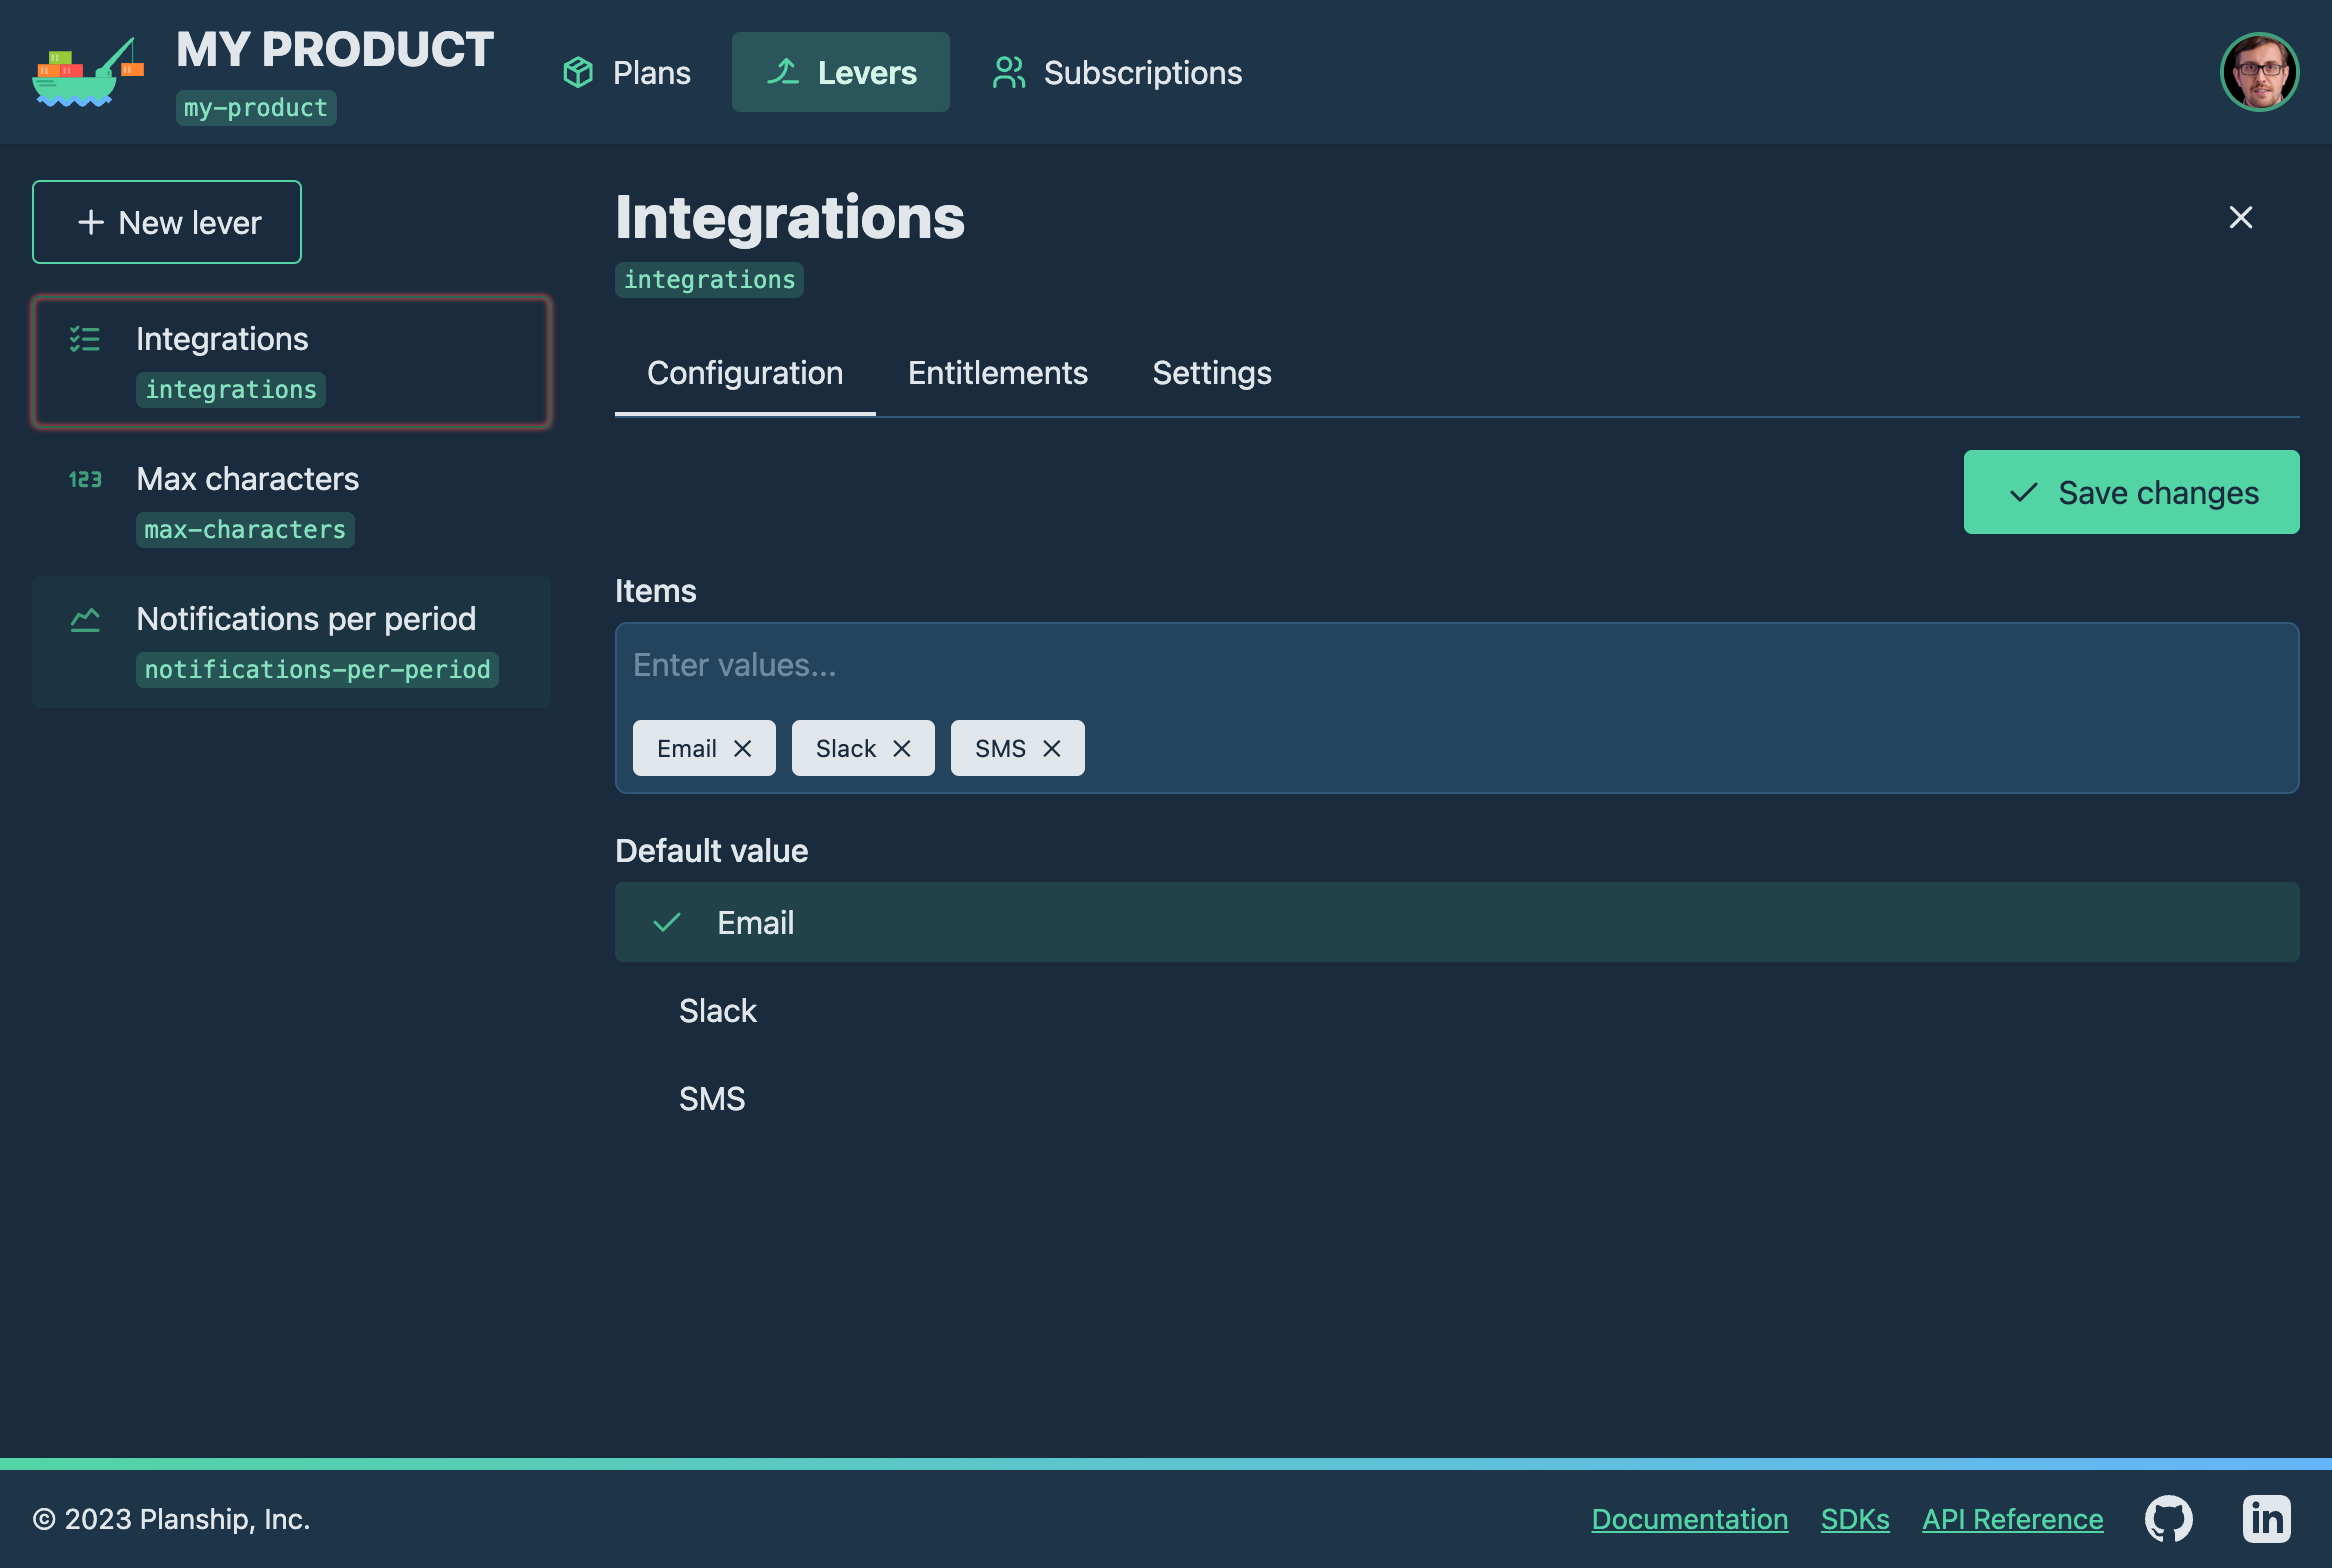 MY PRODUCT
my-product
Plans
Levers
Subscriptions
New lever
Integrations
integrations
123
Max characters
max-characters
Notifications per period
notifications-per-period
Integrations
integrations
Configuration
Entitlements
Settings
Save changes
Items
Enter values...
Email
Slack
SMS
Default value
Email
Slack
SMS
© 2023 Planship, Inc.
Documentation
SDKs
API Reference
in